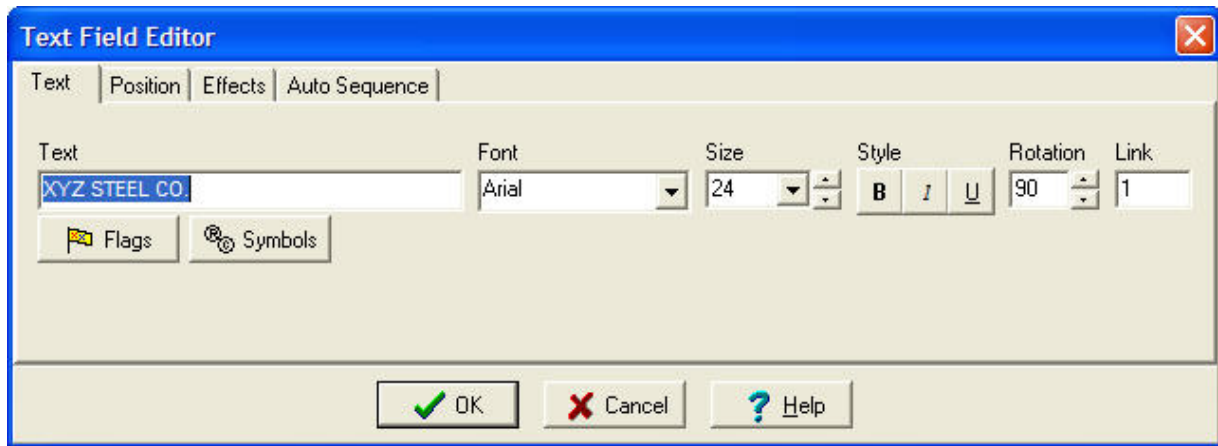 Text Field Editor
Text Position Effects Auto Sequence
Text Font Size Style Rotation Link
XYZ STEEL CO. Arial 24 B I U 90 1
Flags Symbols
OK Cancel Help